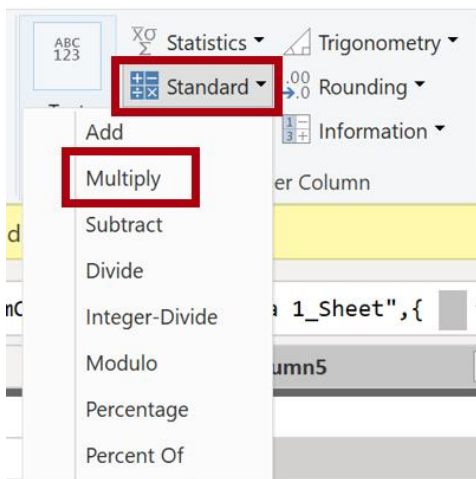 ABC
123
Statistics
Trigonometry
Standard
.00
.0 Rounding
Information
Add
Multiply
er Column
Subtract
d
Divide
Integer-Divide
1_Sheet",{
Modulo
umn5
Percentage
Percent Of